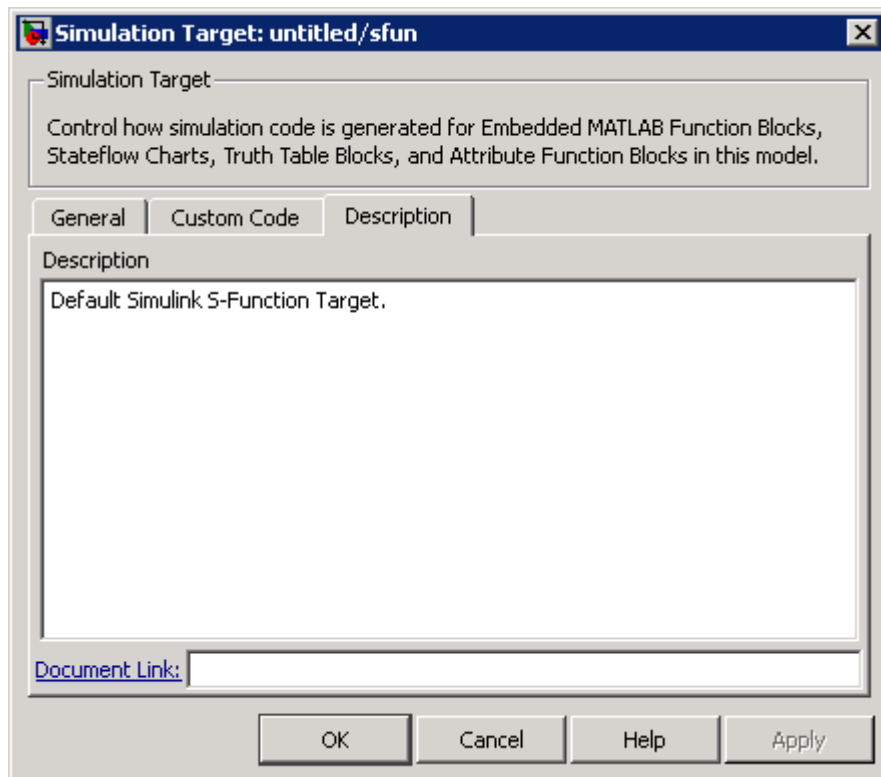 Simulation Target: untitled/sfun
Simulation Target
Control how simulation code is generated for Embedded MATLAB Function Blocks,
Stateflow Charts, Truth Table Blocks, and Attribute Function Blocks in this model.
General Custom Code Description
Description
Default Simulink S-Function Target.
Document Link:
OK Cancel Help Apply